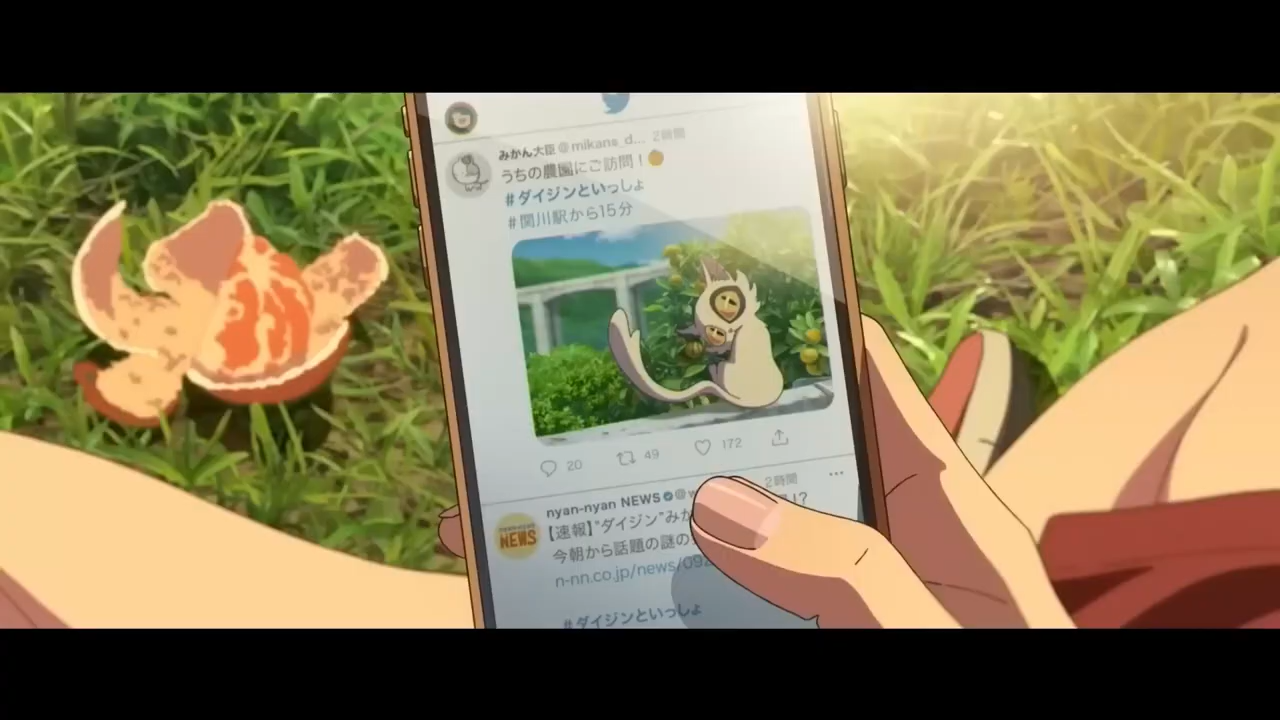 みかん大臣 @mikans_d... 2時間
うちの農園にご訪問！
#ダイジンといっしょ
#関川駅から15分
20 49 172
nyan-nyan NEWS @ 2時間
【速報】"ダイジン"みか !?
今朝から話題の謎の
n-nn.co.jp/news/092
#ダイジンといっしょ
NEWS